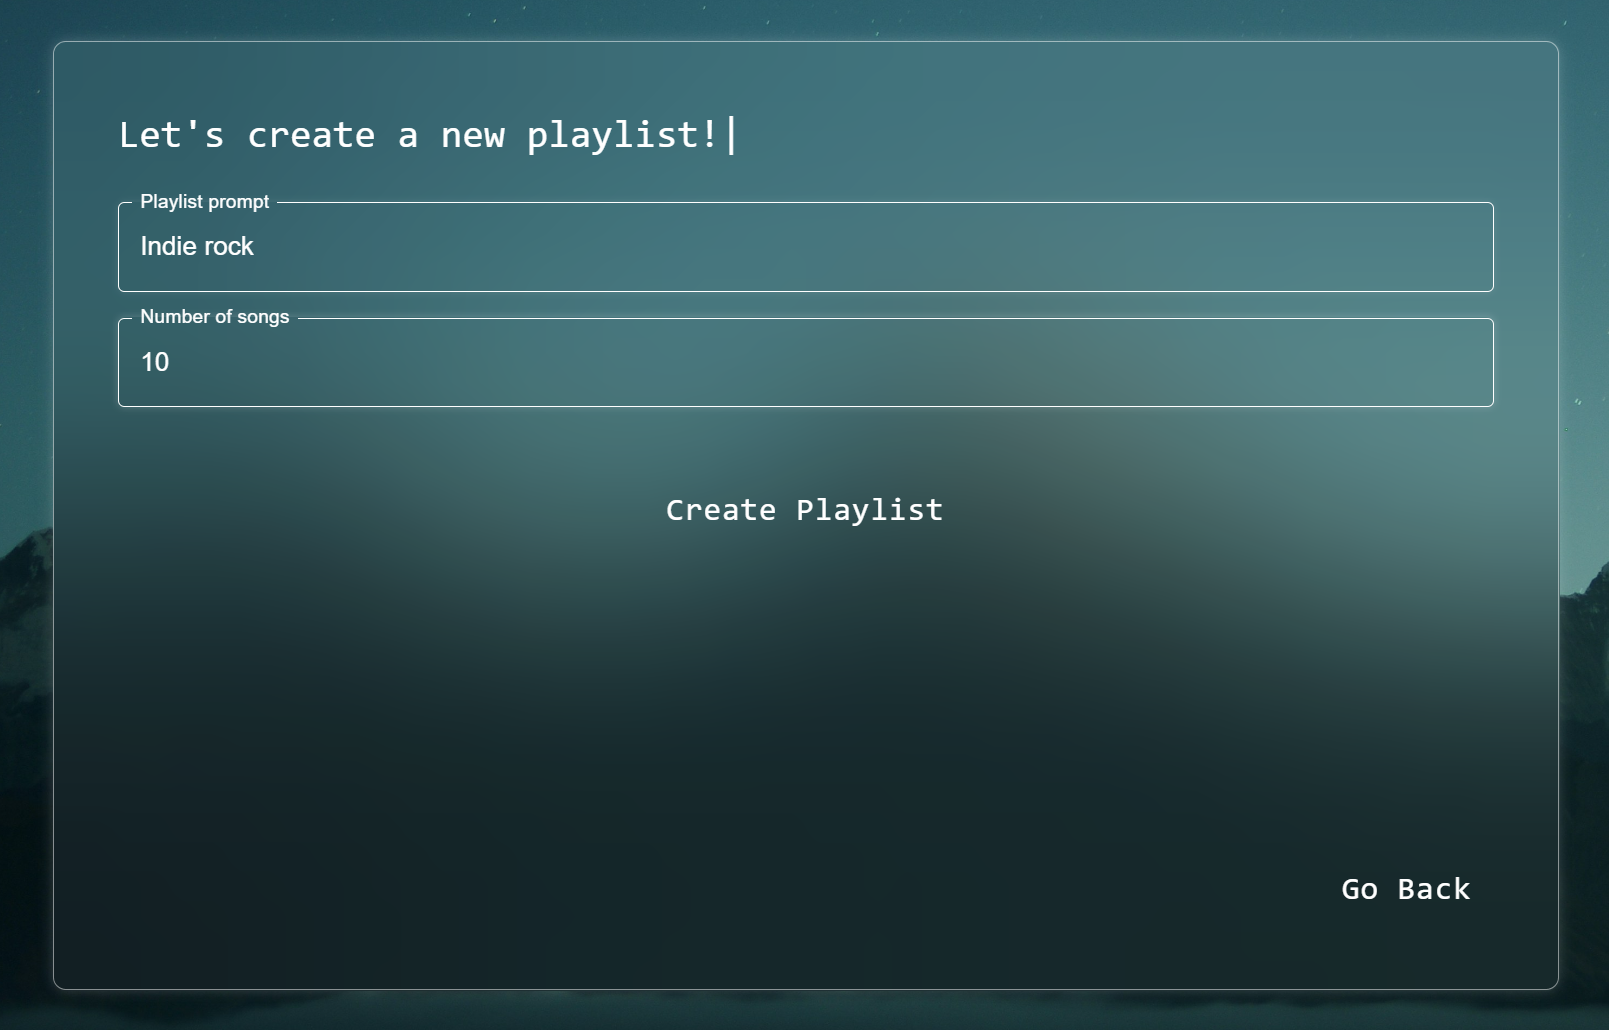 Let's create a new playlist!
Playlist prompt
Indie rock
Number of songs
10
Create Playlist
Go Back